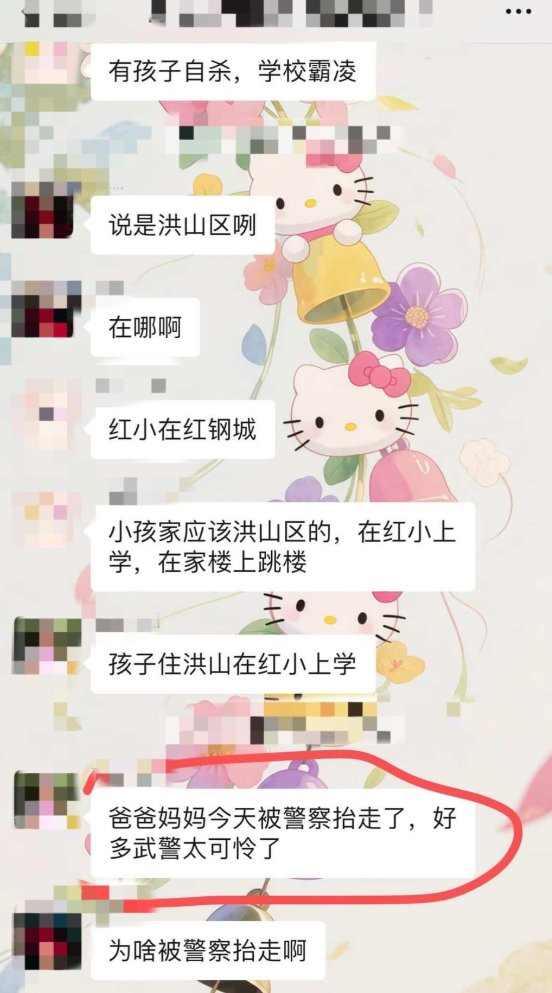 有孩子自杀，学校霸凌
说是洪山区咧
在哪啊
红小在红钢城
小孩家应该洪山区的，在红小上
学，在家楼上跳楼
孩子住洪山在红小上学
爸爸妈妈今天被警察抬走了，好
多武警太可怜了
为啥被警察抬走啊